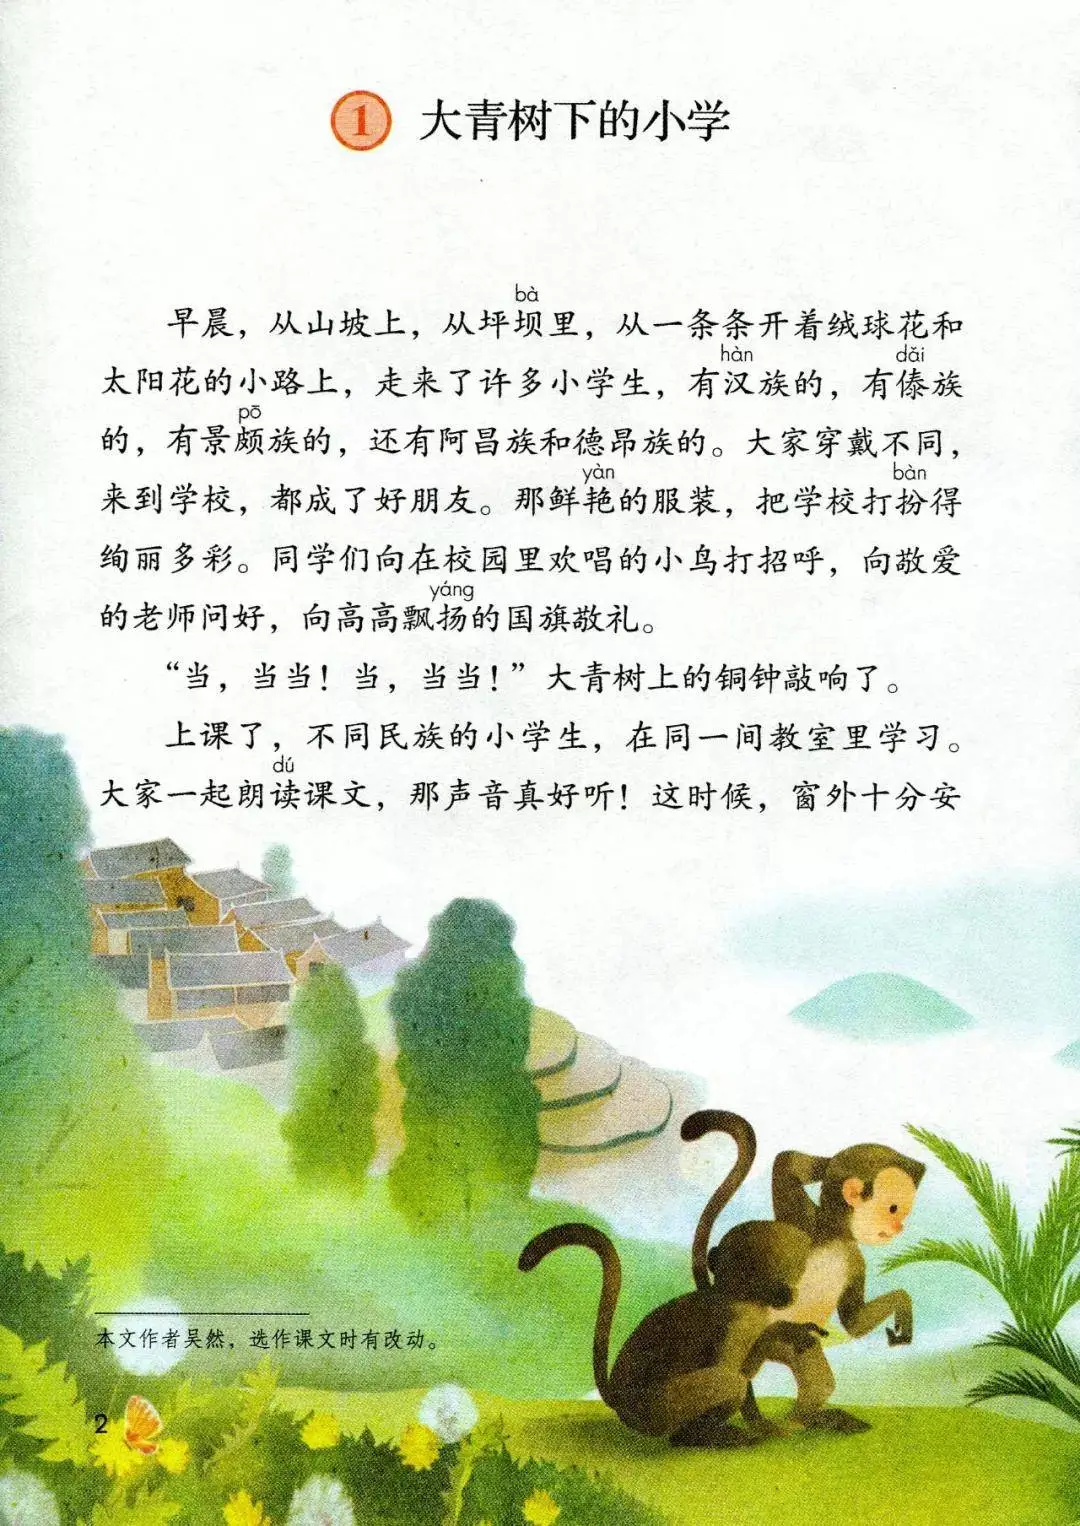 1 大青树下的小学
bà
早晨，从山坡上，从坪坝里，从一条条开着绒球花和
hàn dǎi
太阳花的小路上，走来了许多小学生，有汉族的，有傣族
pō
的，有景颇族的，还有阿昌族和德昂族的。大家穿戴不同，
yàn bàn
来到学校，都成了好朋友。那鲜艳的服装，把学校打扮得
绚丽多彩。同学们向在校园里欢唱的小鸟打招呼，向敬爱
yáng
的老师问好，向高高飘扬的国旗敬礼。
“当，当当！当，当当！”大青树上的铜钟敲响了。
上课了，不同民族的小学生，在同一间教室里学习。
dú
大家一起朗读课文，那声音真好听！这时候，窗外十分安
本文作者吴然，选作课文时有改动。
2